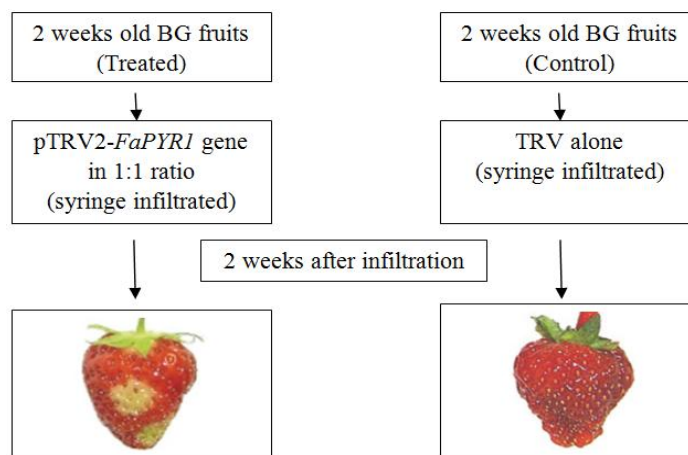 2 weeks old BG fruits
(Treated)
2 weeks old BG fruits
(Control)
pTRV2-FaPYR1 gene
in 1:1 ratio
(syringe infiltrated)
TRV alone
(syringe infiltrated)
2 weeks after infiltration